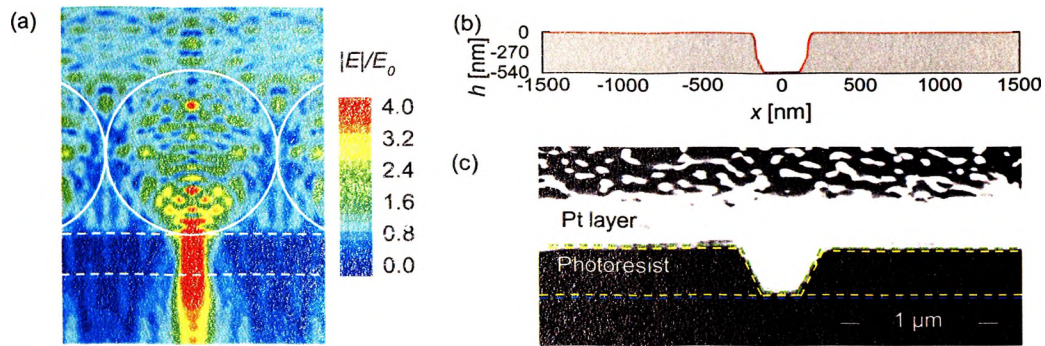 (a)
|E|/E₀
4.0
3.2
2.4
1.6
0.8
0.0
(b)
h [nm]
0
-270
-540
-1500 -1000 -500 0 500 1000 1500
x [nm]
(c)
Pt layer
Photoresist
1 µm